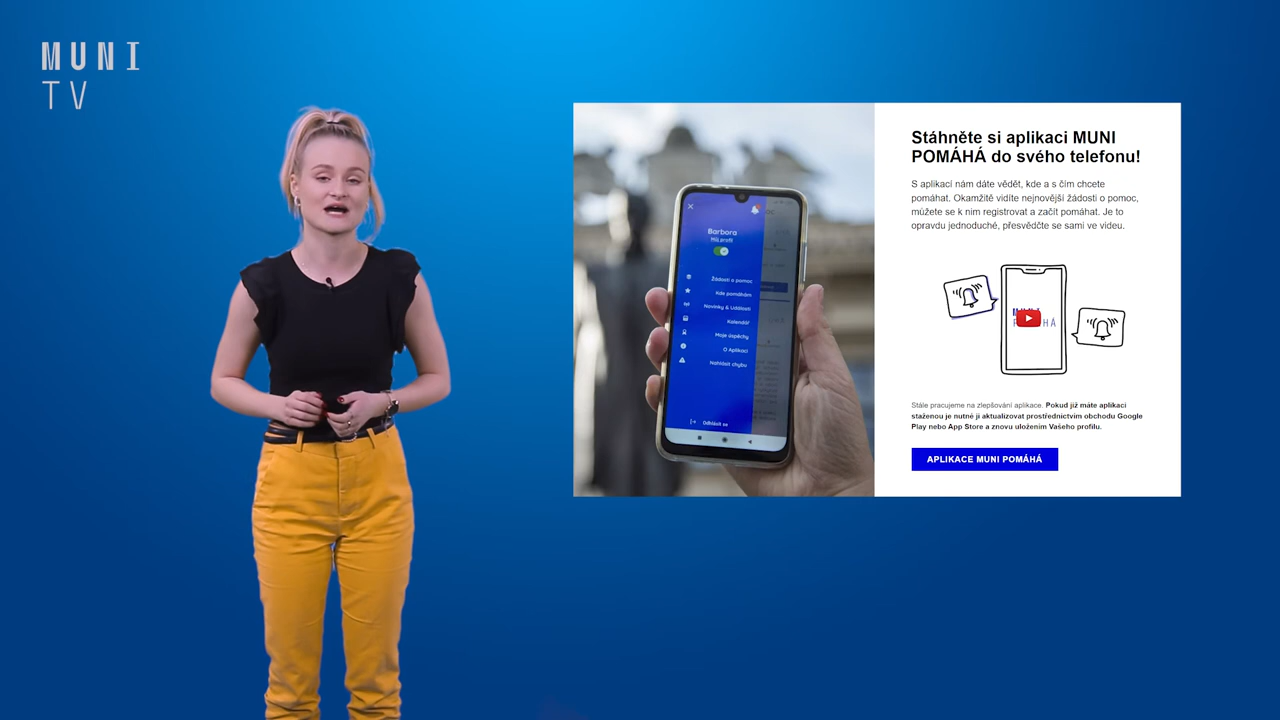 MUNI
TV
Stáhněte si aplikaci MUNI
POMÁHÁ do svého telefonu!
S aplikací nám dáte vědět, kde a s čím chcete
pomáhat. Okamžitě vidíte nejnovější žádosti o pomoc,
můžete se k nim registrovat a začít pomáhat. Je to
opravdu jednoduché, přesvědčte se sami ve videu.
Stále pracujeme na zlepšování aplikace. Pokud již máte aplikaci
staženou je nutné ji aktualizovat prostřednictvím obchodu Google
Play nebo App Store a znovu uložením Vašeho profilu.
APLIKACE MUNI POMÁHÁ
Barbora
Můj profil
Žádosti o pomoc
Kde pomáhám
Novinky & Události
Kalendář
Moje úspěchy
O Aplikaci
Nahlásit chybu
Odhlásit se